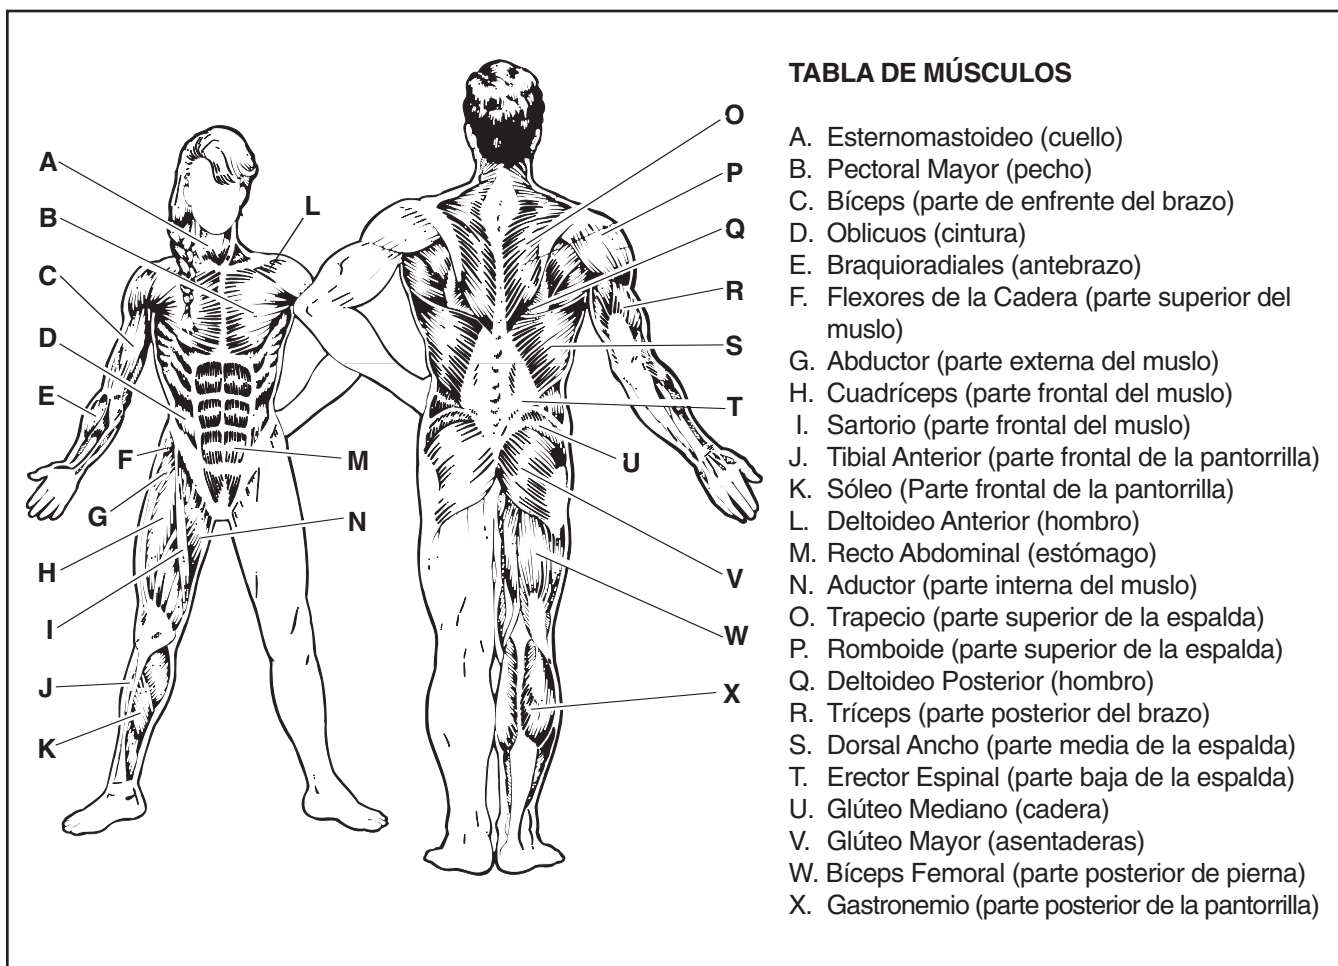 TABLA DE MÚSCULOS
A. Esternomastoideo (cuello)
B. Pectoral Mayor (pecho)
C. Bíceps (parte de enfrente del brazo)
D. Oblicuos (cintura)
E. Braquioradiales (antebrazo)
F. Flexores de la Cadera (parte superior del
muslo)
G. Abductor (parte externa del muslo)
H. Cuadríceps (parte frontal del muslo)
I. Sartorio (parte frontal del muslo)
J. Tibial Anterior (parte frontal de la pantorrilla)
K. Sóleo (Parte frontal de la pantorrilla)
L. Deltoideo Anterior (hombro)
M. Recto Abdominal (estómago)
N. Aductor (parte interna del muslo)
O. Trapecio (parte superior de la espalda)
P. Romboide (parte superior de la espalda)
Q. Deltoideo Posterior (hombro)
R. Tríceps (parte posterior del brazo)
S. Dorsal Ancho (parte media de la espalda)
T. Erector Espinal (parte baja de la espalda)
U. Glúteo Mediano (cadera)
V. Glúteo Mayor (asentaderas)
W. Bíceps Femoral (parte posterior de pierna)
X. Gastronemio (parte posterior de la pantorrilla)
A
B
C
D
E
F
G
H
I
J
K
L
M
N
O
P
Q
R
S
T
U
V
W
X